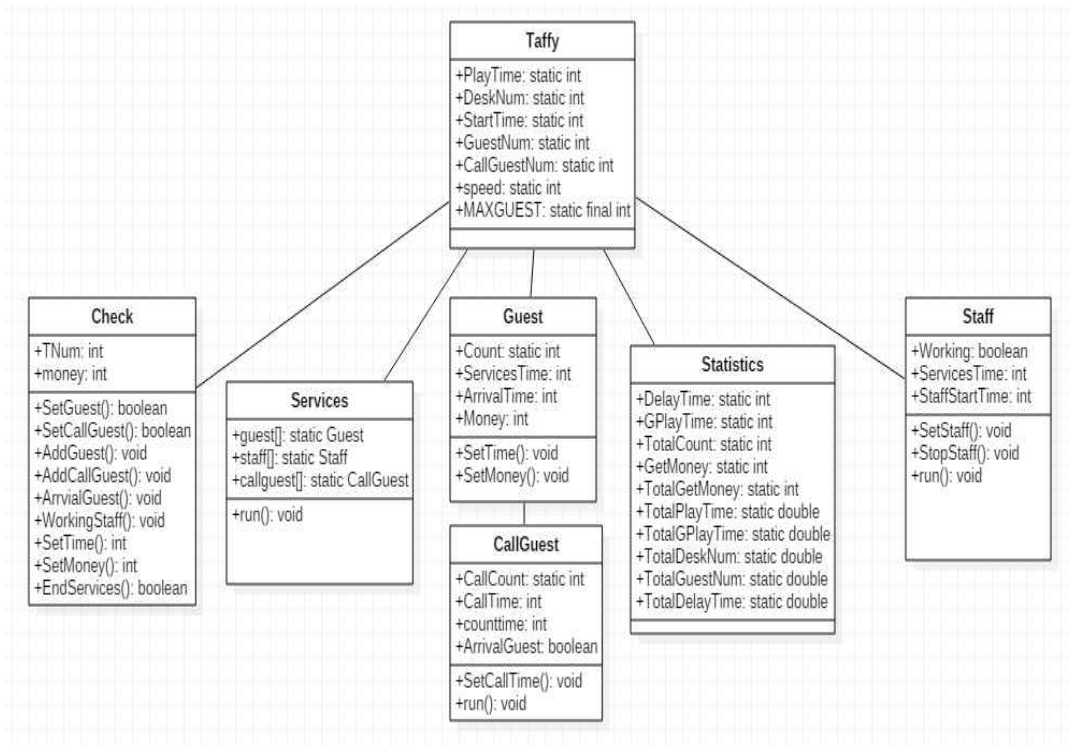 Taffy
+PlayTime: static int
+DeskNum: static int
+StartTime: static int
+GuestNum: static int
+CallGuestNum: static int
+speed: static int
+MAXGUEST: static final int
Check
+TNum: int
+money: int
+SetGuest(): boolean
+SetCallGuest(): boolean
+AddGuest(): void
+AddCallGuest(): void
+ArrvialGuest(): void
+WorkingStaff(): void
+SetTime(): int
+SetMoney(): int
+EndServices(): boolean
Services
+guest[]: static Guest
+staff[]: static Staff
+callguest[]: static CallGuest
+run(): void
Guest
+Count: static int
+ServicesTime: int
+ArrivalTime: int
+Money: int
+SetTime(): void
+SetMoney(): void
CallGuest
+CallCount: static int
+CallTime: int
+counttime: int
+ArrivalGuest: boolean
+SetCallTime(): void
+run(): void
Statistics
+DelayTime: static int
+GPlayTime: static int
+TotalCount: static int
+GetMoney: static int
+TotalGetMoney: static int
+TotalPlayTime: static double
+TotalGPlayTime: static double
+TotalDeskNum: static double
+TotalGuestNum: static double
+TotalDelayTime: static double
Staff
+Working: boolean
+ServicesTime: int
+StaffStartTime: int
+SetStaff(): void
+StopStaff(): void
+run(): void